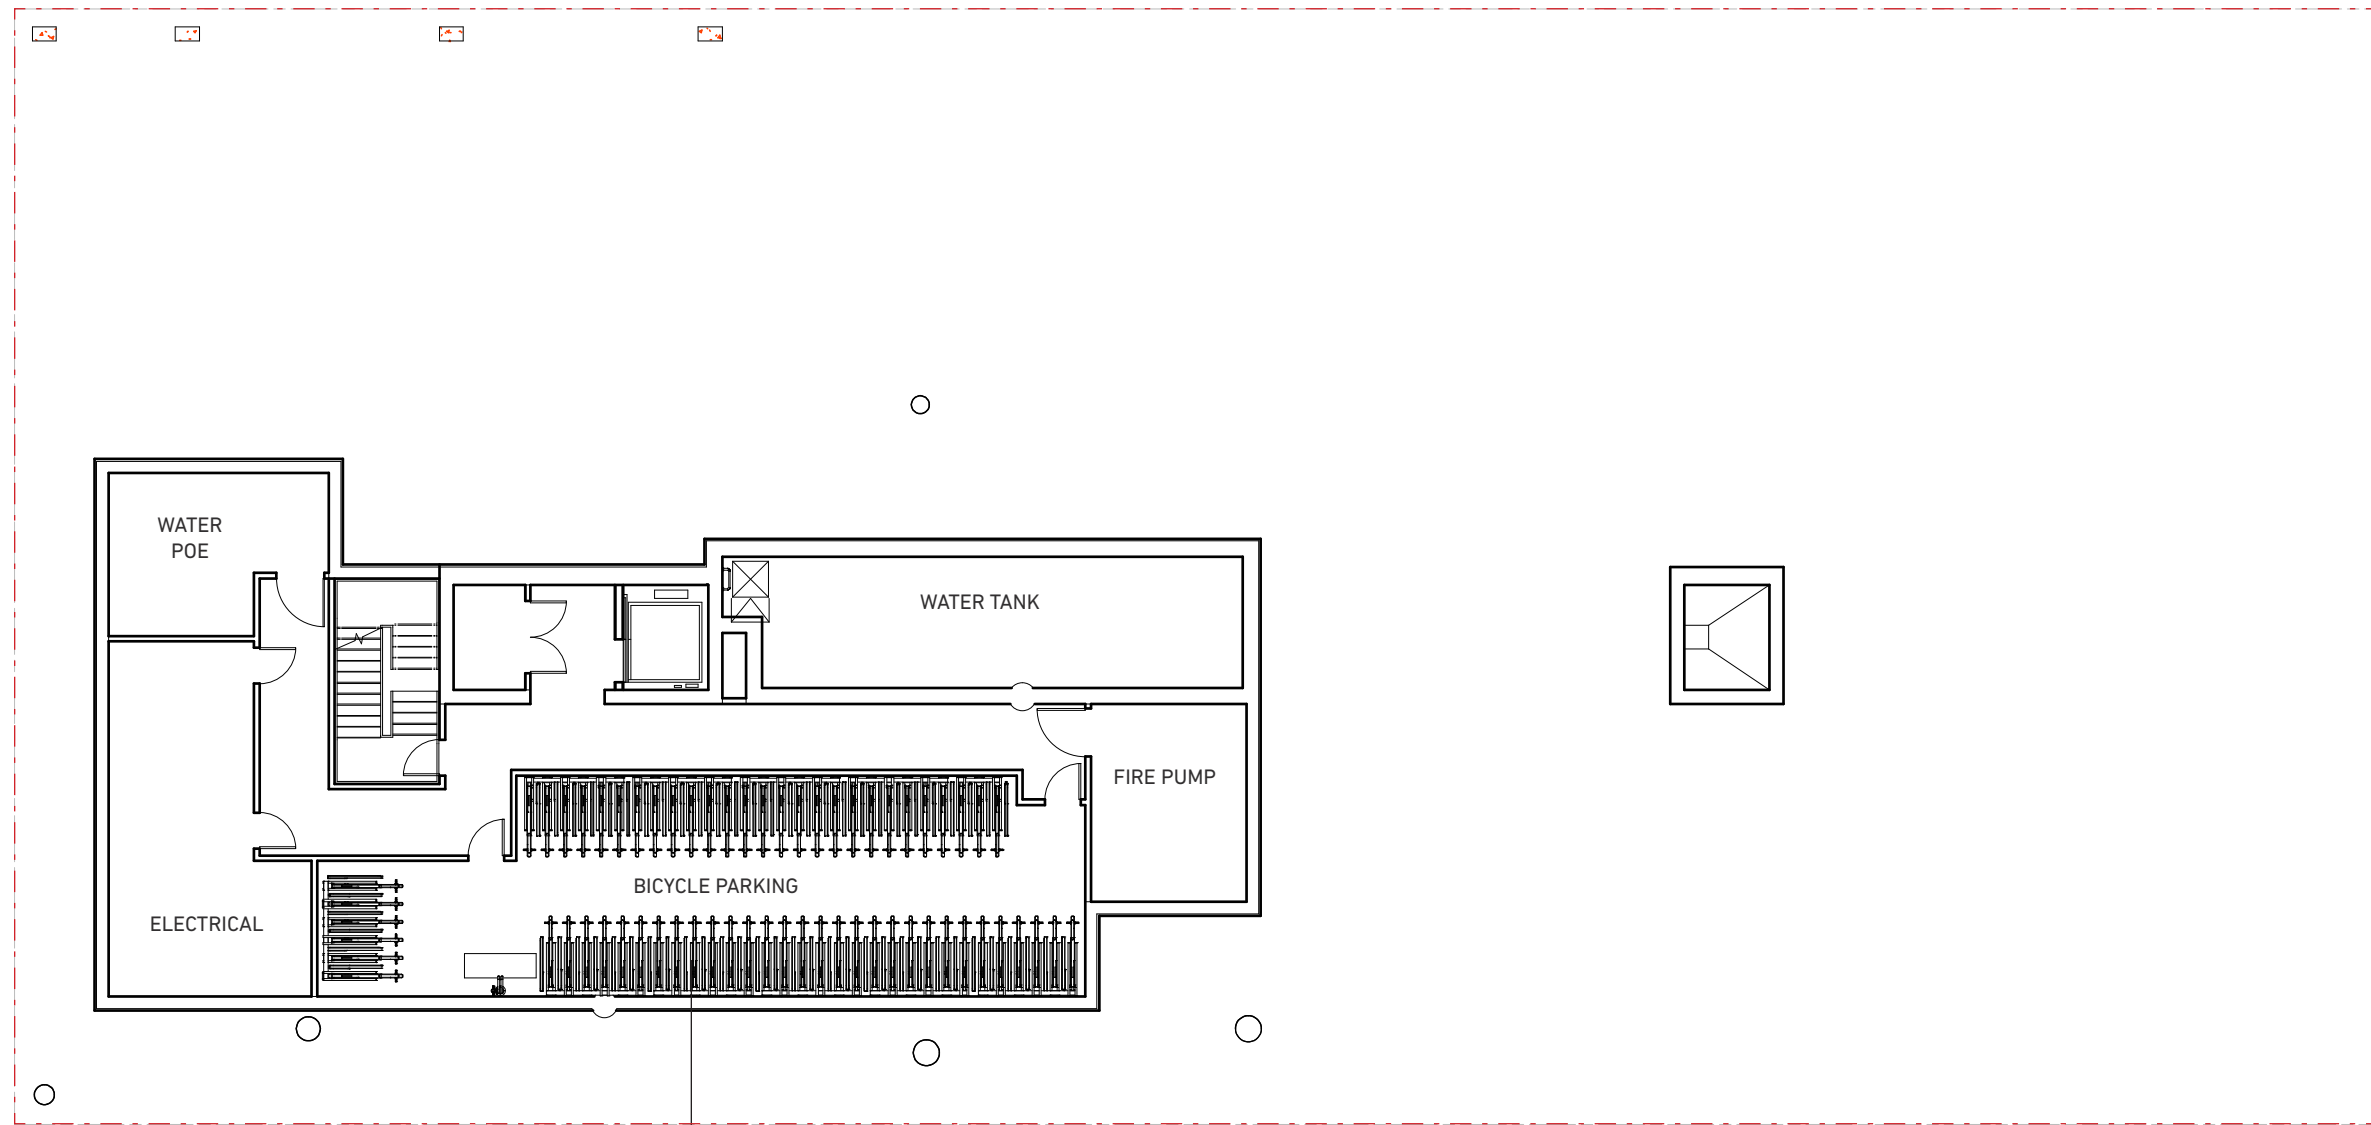 WATER
POE
WATER TANK
FIRE PUMP
BICYCLE PARKING
ELECTRICAL